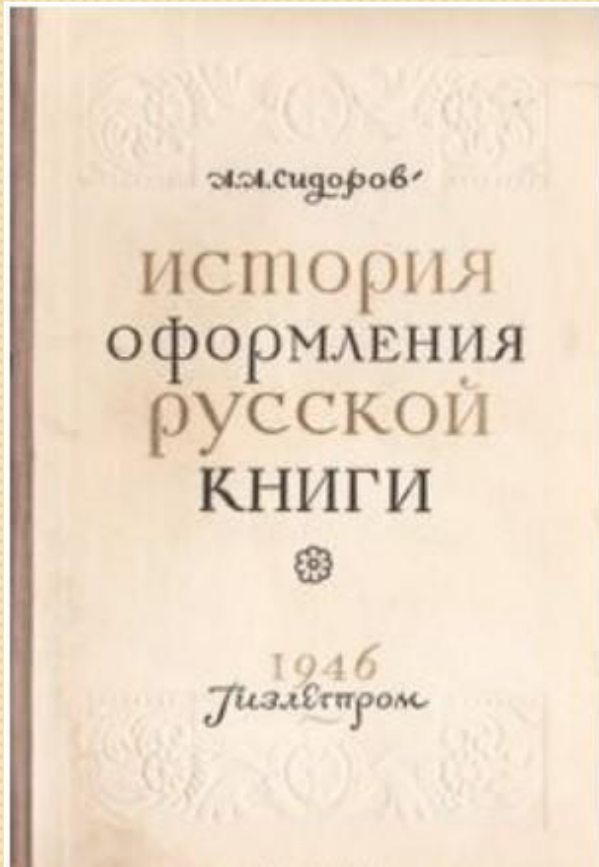 А.А.Сидоров
история
оформления
русской
книги
1946
Гизлегпром